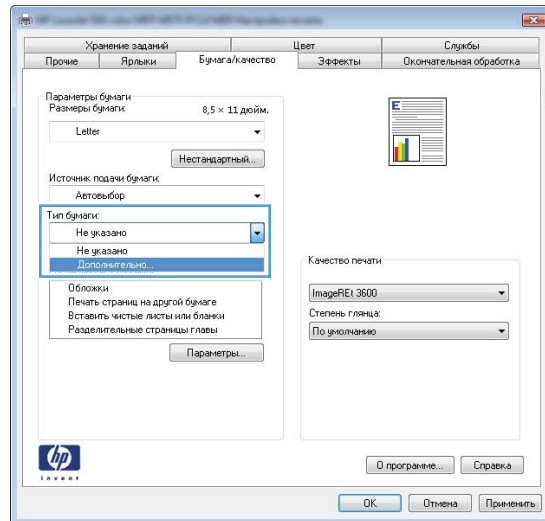 Хранение заданий Цвет Службы
Прочие Ярлыки Бумага/качество Эффекты Окончательная обработка
Параметры бумаги
Размеры бумаги: 8,5 × 11 дюйм.
Letter
Нестандартный...
Источник подачи бумаги:
Автовыбор
Тип бумаги:
Не указано
Не указано
Дополнительно...
Обложки
Печать страниц на другой бумаге
Вставить чистые листы или бланки
Разделительные страницы главы
Параметры...
E
Качество печати
ImageREt 3600
Степень глянца:
По умолчанию
hp
invent
О программе... Справка
OK Отмена Применить